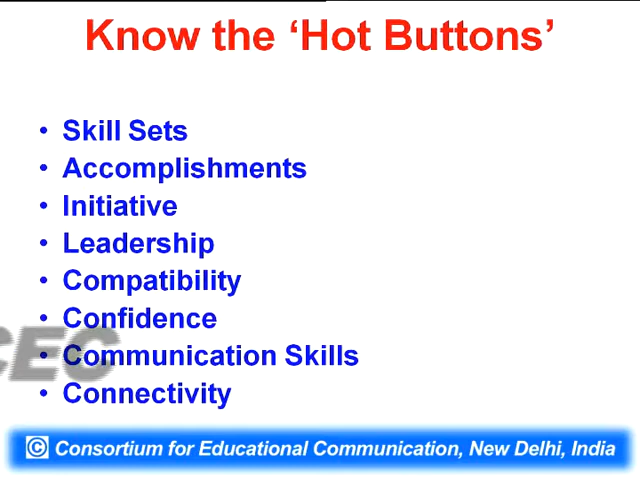 Know the ‘Hot Buttons’
• Skill Sets
• Accomplishments
• Initiative
• Leadership
• Compatibility
• Confidence
• Communication Skills
• Connectivity
CEC
© Consortium for Educational Communication, New Delhi, India